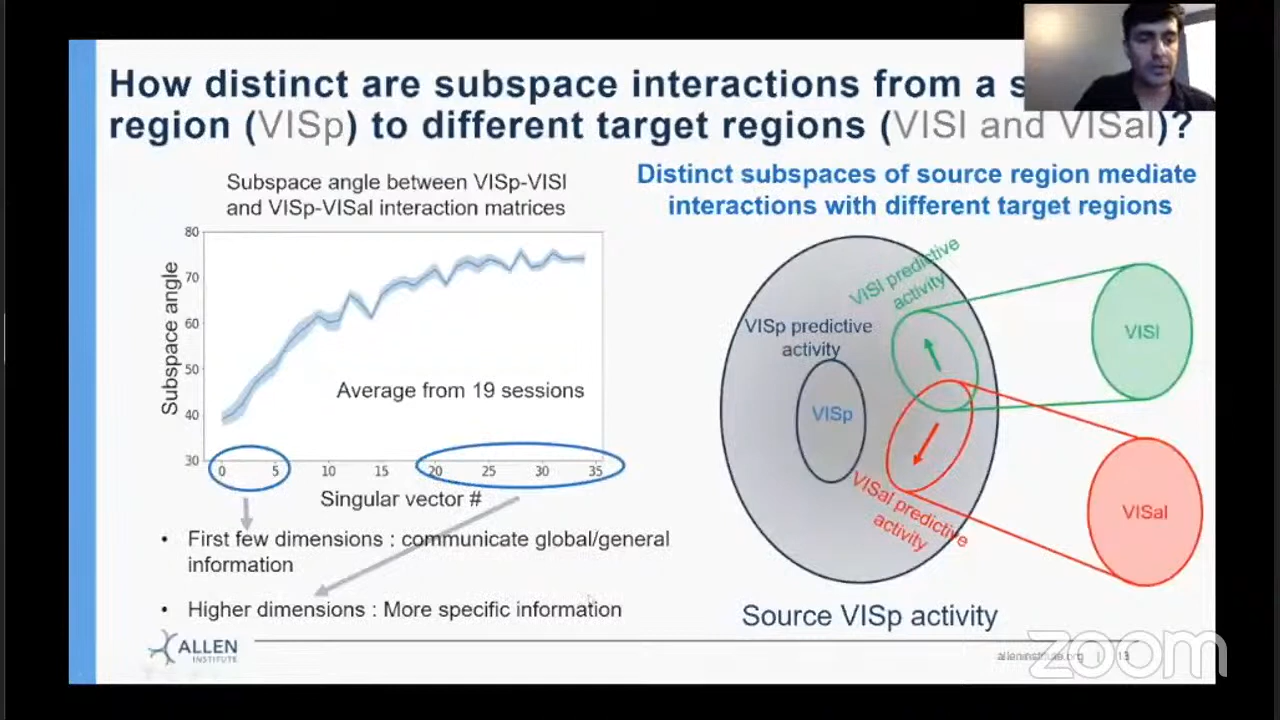 How distinct are subspace interactions from a s
region (VISp) to different target regions (VISl and VISal)?
Subspace angle between VISp-VISl
and VISp-VISal interaction matrices
80
70
60
50
40
30
Subspace angle
Average from 19 sessions
0 5 10 15 20 25 30 35
Singular vector #
• First few dimensions : communicate global/general
information
• Higher dimensions : More specific information
Distinct subspaces of source region mediate
interactions with different target regions
VISl predictive
activity
VISp predictive
activity
VISp
VISal predictive
activity
VISl
VISal
Source VISp activity
ALLEN
INSTITUTE
alleninstitute.org | 13
zoom